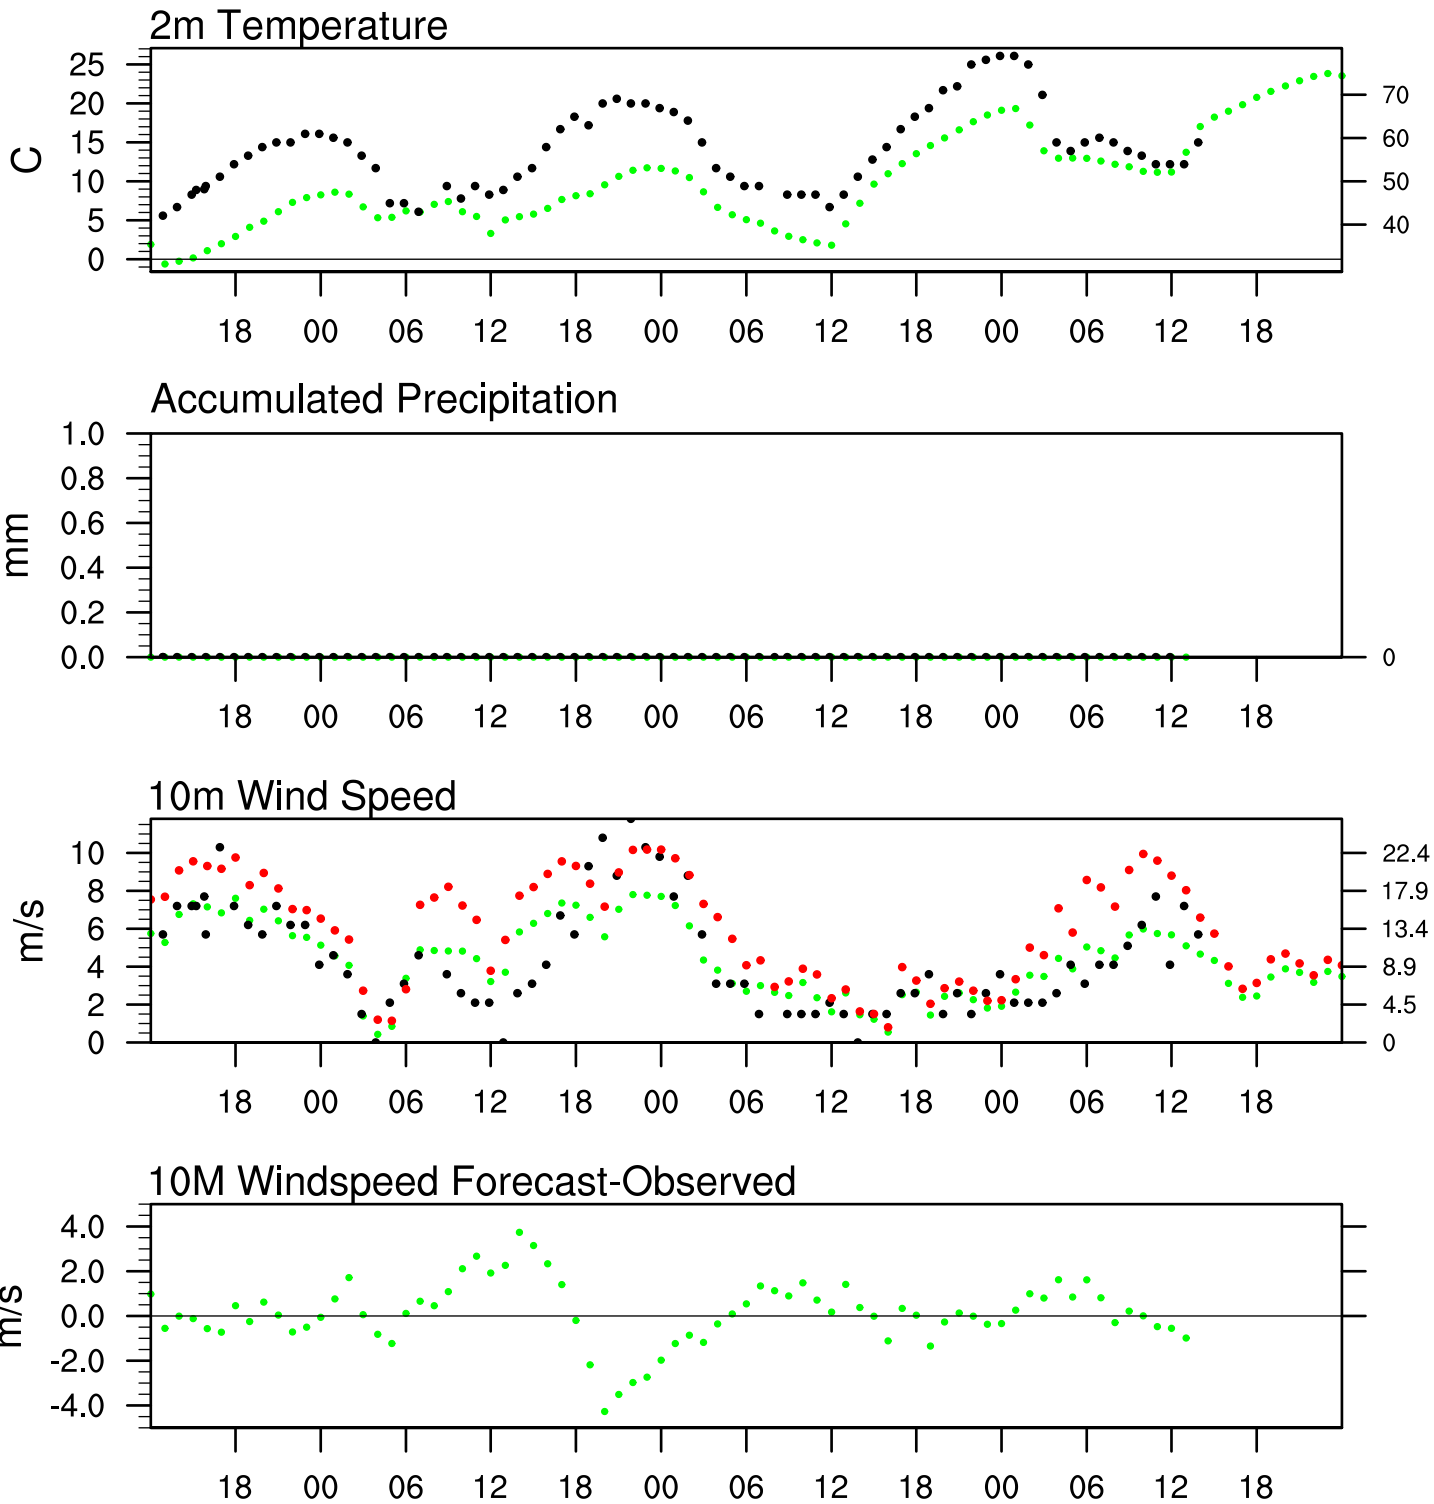 2m Temperature
25
20
15
10
5
0
C
70
60
50
40
18 00 06 12 18 00 06 12 18 00 06 12 18
Accumulated Precipitation
1.0
0.8
0.6
0.4
0.2
0.0
mm
0
18 00 06 12 18 00 06 12 18 00 06 12 18
10m Wind Speed
10
8
6
4
2
0
m/s
22.4
17.9
13.4
8.9
4.5
0
18 00 06 12 18 00 06 12 18 00 06 12 18
10M Windspeed Forecast-Observed
4.0
2.0
0.0
-2.0
-4.0
m/s
18 00 06 12 18 00 06 12 18 00 06 12 18